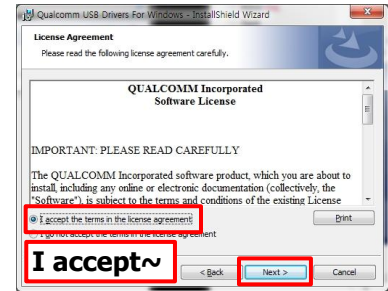 Qualcomm USB Drivers For Windows - InstallShield Wizard
License Agreement
Please read the following license agreement carefully.
QUALCOMM Incorporated
Software License
IMPORTANT: PLEASE READ CAREFULLY
The QUALCOMM Incorporated software product, which you are about to
install, including any online or electronic documentation (collectively, the
"Software"), is subject to the terms and conditions of the existing License
I accept the terms in the license agreement
Print
I do not accept the terms in the license agreement
I accept~
< Back
Next >
Cancel